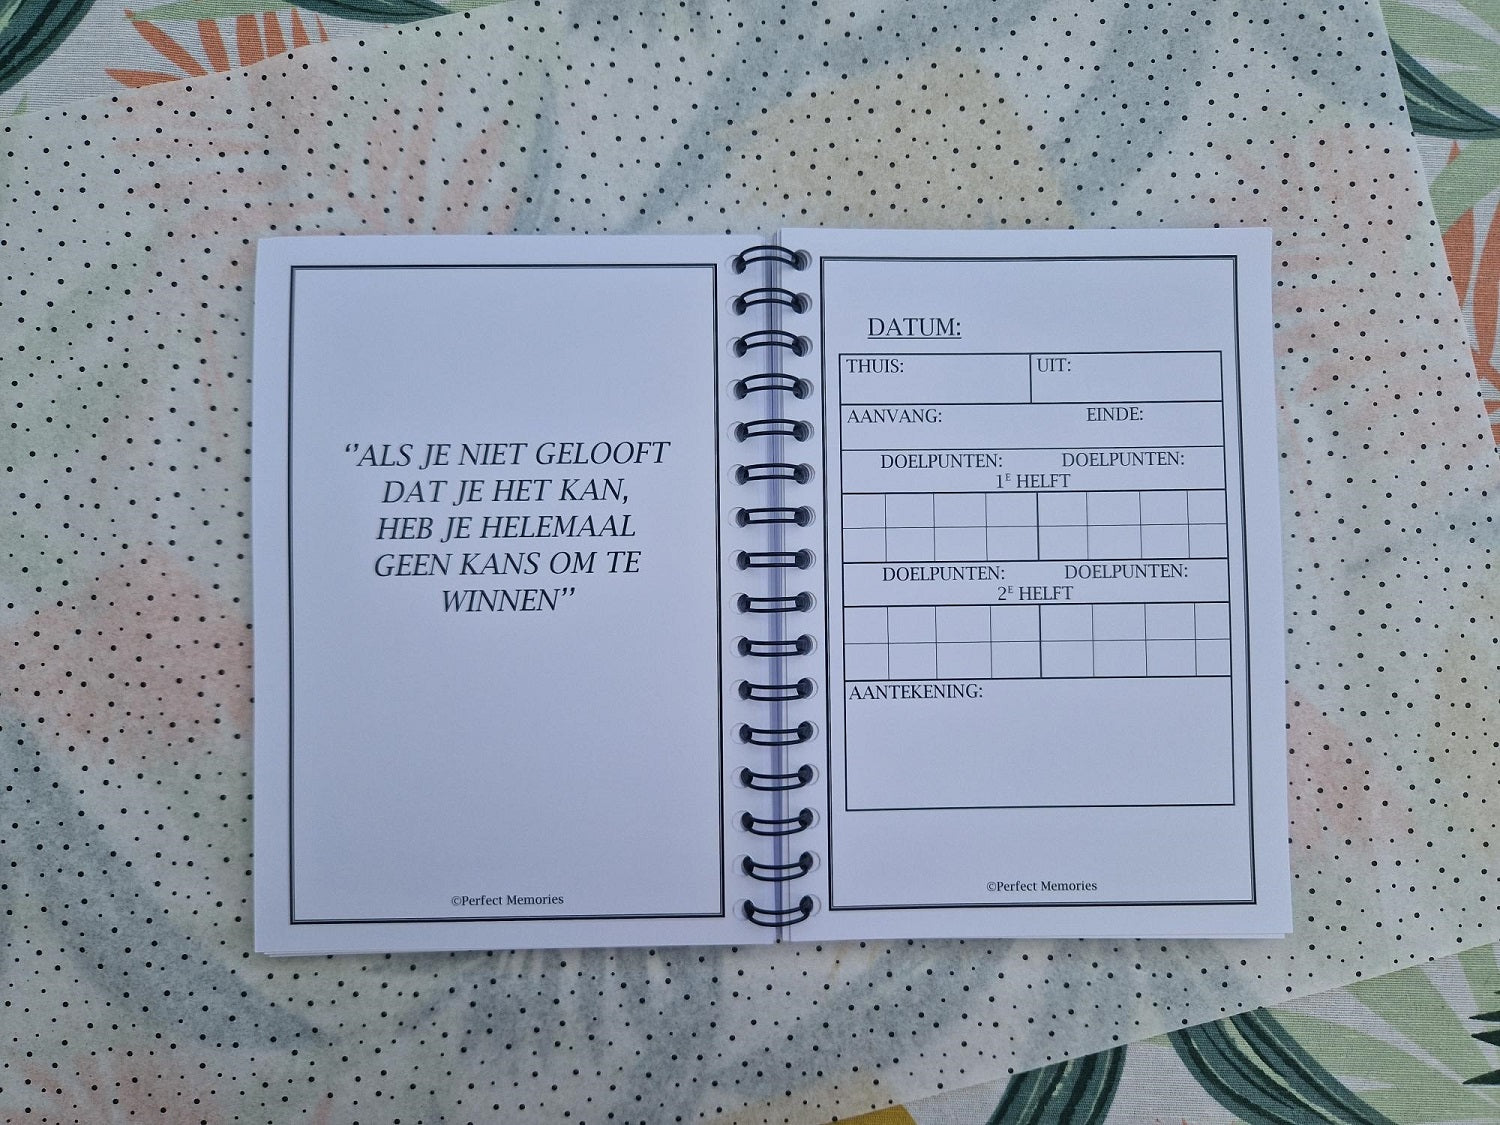 ‘’ALS JE NIET GELOOFT
DAT JE HET KAN,
HEB JE HELEMAAL
GEEN KANS OM TE
WINNEN’’
©Perfect Memories
DATUM:
THUIS: UIT:
AANVANG: EINDE:
DOELPUNTEN: DOELPUNTEN:
1E HELFT
DOELPUNTEN: DOELPUNTEN:
2E HELFT
AANTEKENING:
©Perfect Memories